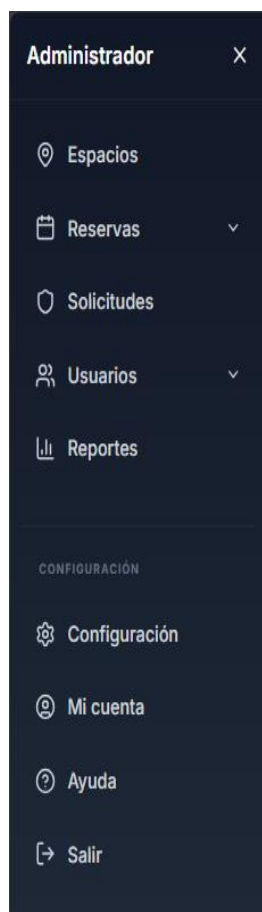 Administrador
Espacios
Reservas
Solicitudes
Usuarios
Reportes
CONFIGURACIÓN
Configuración
Mi cuenta
Ayuda
Salir